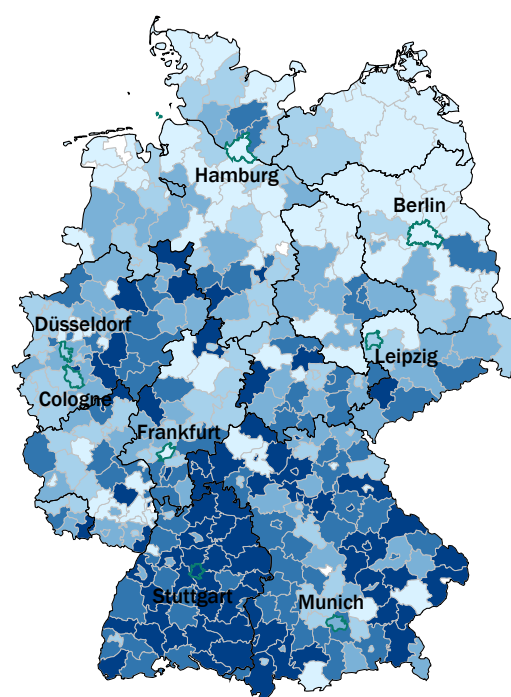 Hamburg
Berlin
Düsseldorf
Leipzig
Cologne
Frankfurt
Stuttgart
Munich